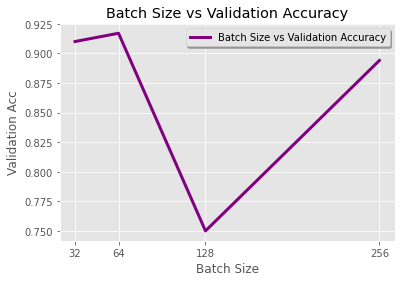 Batch Size vs Validation Accuracy
Batch Size vs Validation Accuracy
0.925
0.900
0.875
0.850
0.825
0.800
0.775
0.750
Validation Acc
32 64 128 256
Batch Size